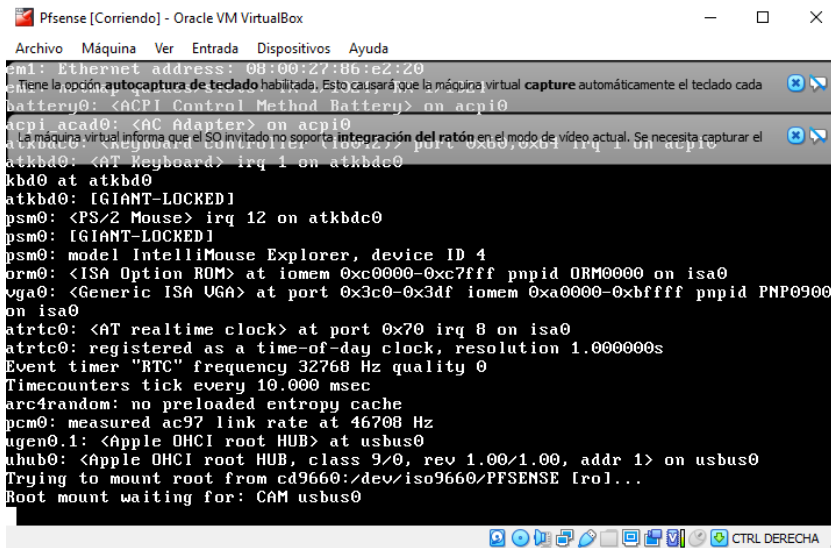 Pfsense [Corriendo] - Oracle VM VirtualBox
Archivo Máquina Ver Entrada Dispositivos Ayuda
em1: Ethernet address: 08:00:27:86:e2:20
Tiene la opción autocaptura de teclado habilitada. Esto causará que la máquina virtual capture automáticamente el teclado cada
battery0: <ACPI Control Method Battery> on acpi0
acpi_acad0: <AC Adapter> on acpi0
La máquina virtual informa que el SO invitado no soporta integración del ratón en el modo de vídeo actual. Se necesita capturar el
atkbdc0: <Keyboard controller (i8042)> port 0x60,0x64 irq 1 on acpi0
atkbd0: <AT Keyboard> irq 1 on atkbdc0
kbd0 at atkbd0
atkbd0: [GIANT-LOCKED]
psm0: <PS/2 Mouse> irq 12 on atkbdc0
psm0: [GIANT-LOCKED]
psm0: model IntelliMouse Explorer, device ID 4
orm0: <ISA Option ROM> at iomem 0xc0000-0xc7fff pnpid ORM0000 on isa0
vga0: <Generic ISA VGA> at port 0x3c0-0x3df iomem 0xa0000-0xbffff pnpid PNP0900
on isa0
atrtc0: <AT realtime clock> at port 0x70 irq 8 on isa0
atrtc0: registered as a time-of-day clock, resolution 1.000000s
Event timer "RTC" frequency 32768 Hz quality 0
Timecounters tick every 10.000 msec
arc4random: no preloaded entropy cache
pcm0: measured ac97 link rate at 46708 Hz
ugen0.1: <Apple OHCI root HUB> at usbus0
uhub0: <Apple OHCI root HUB, class 9/0, rev 1.00/1.00, addr 1> on usbus0
Trying to mount root from cd9660:/dev/iso9660/PFSENSE [ro]...
Root mount waiting for: CAM usbus0
CTRL DERECHA